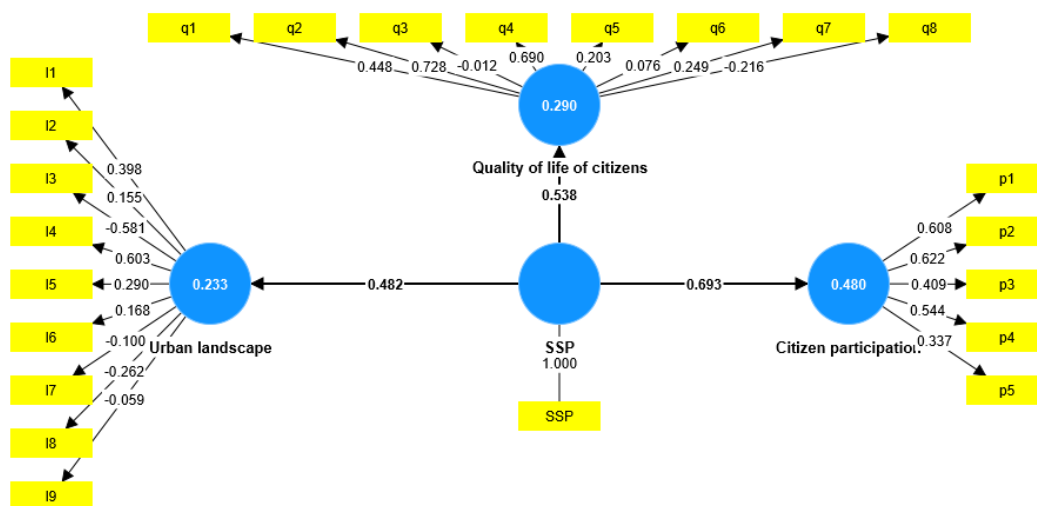 q1 q2 q3 q4 q5 q6 q7 q8
0.448 0.728 -0.012 0.690 0.203 0.076 0.249 -0.216
0.290
Quality of life of citizens
0.538
l1
l2
l3
l4
l5
l6
l7
l8
l9
0.398
0.155
-0.581
0.603
0.290
0.168
-0.100
-0.262
-0.059
0.233
Urban landscape
0.482
SSP
1.000
SSP
0.693
0.480
Citizen participation
0.608
0.622
0.409
0.544
0.337
p1
p2
p3
p4
p5